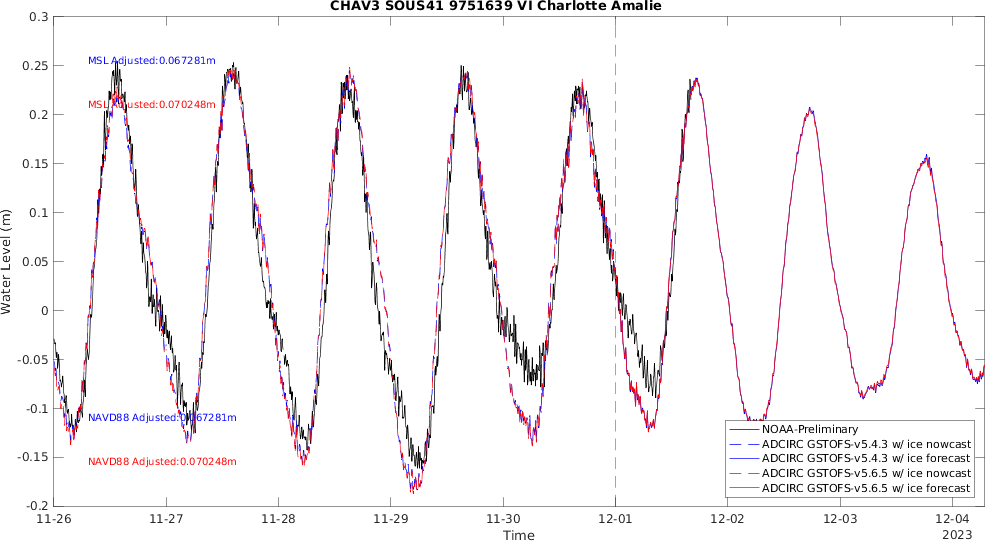 CHAV3 SOUS41 9751639 VI Charlotte Amalie
0.3
0.25
0.2
0.15
0.1
0.05
0
-0.05
-0.1
-0.15
-0.2
Water Level (m)
MSL Adjusted:0.067281m
MSL Adjusted:0.070248m
NAVD88 Adjusted:0.067281m
NAVD88 Adjusted:0.070248m
NOAA-Preliminary
ADCIRC GSTOFS-v5.4.3 w/ ice nowcast
ADCIRC GSTOFS-v5.4.3 w/ ice forecast
ADCIRC GSTOFS-v5.6.5 w/ ice nowcast
ADCIRC GSTOFS-v5.6.5 w/ ice forecast
11-26 11-27 11-28 11-29 11-30 12-01 12-02 12-03 12-04
Time 2023